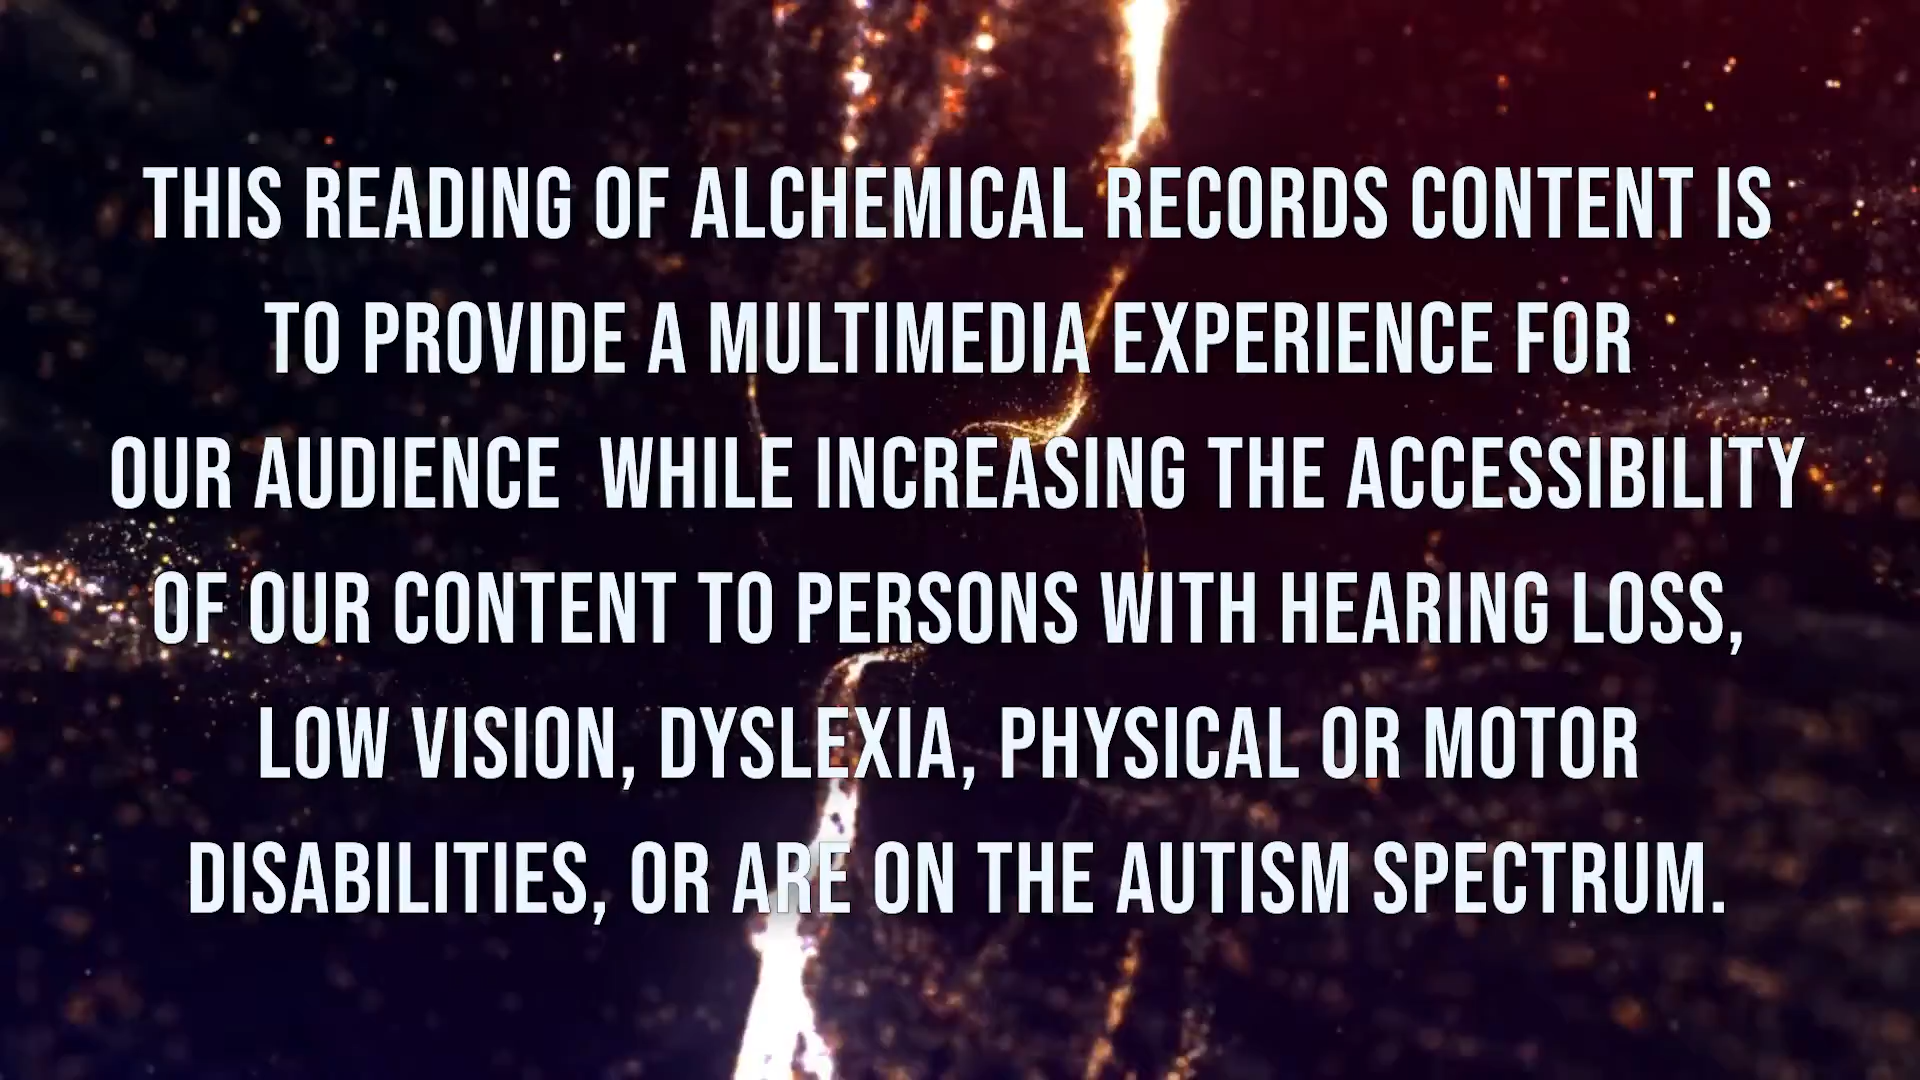 THIS READING OF ALCHEMICAL RECORDS CONTENT IS
TO PROVIDE A MULTIMEDIA EXPERIENCE FOR
OUR AUDIENCE  WHILE INCREASING THE ACCESSIBILITY
OF OUR CONTENT TO PERSONS WITH HEARING LOSS,
LOW VISION, DYSLEXIA, PHYSICAL OR MOTOR
DISABILITIES, OR ARE ON THE AUTISM SPECTRUM.